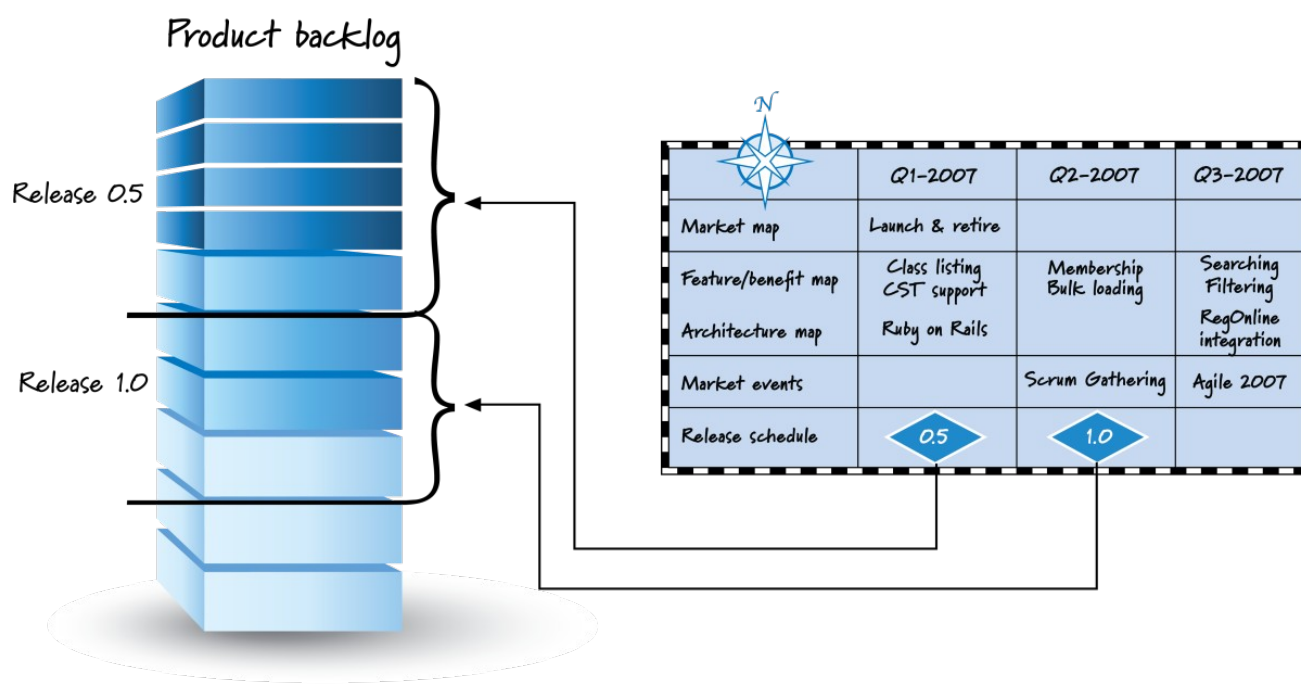 Product backlog
Release 0.5
Release 1.0
N
Q1-2007 Q2-2007 Q3-2007
Market map Launch & retire
Feature/benefit map Class listing CST support Membership Bulk loading Searching Filtering
Architecture map Ruby on Rails RegOnline integration
Market events Scrum Gathering Agile 2007
Release schedule 0.5 1.0